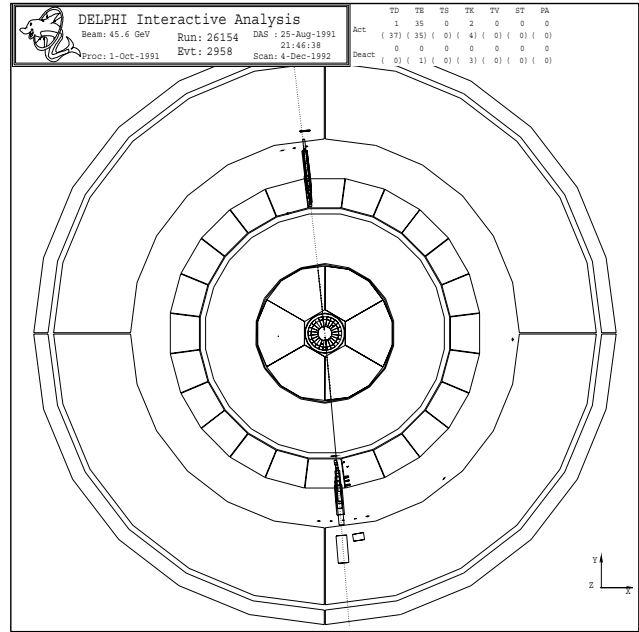 DELPHI Interactive Analysis
Beam: 45.6 GeV Run: 26154 DAS : 25-Aug-1991
21:46:38
Proc: 1-Oct-1991 Evt: 2958 Scan: 4-Dec-1992
TD TE TS TK TV ST PA
Act 1 35 0 2 0 0 0
( 37) ( 35) ( 0) ( 4) ( 0) ( 0) ( 0)
Deact 0 0 0 0 0 0 0
( 0) ( 1) ( 0) ( 3) ( 0) ( 0) ( 0)
Y
Z X